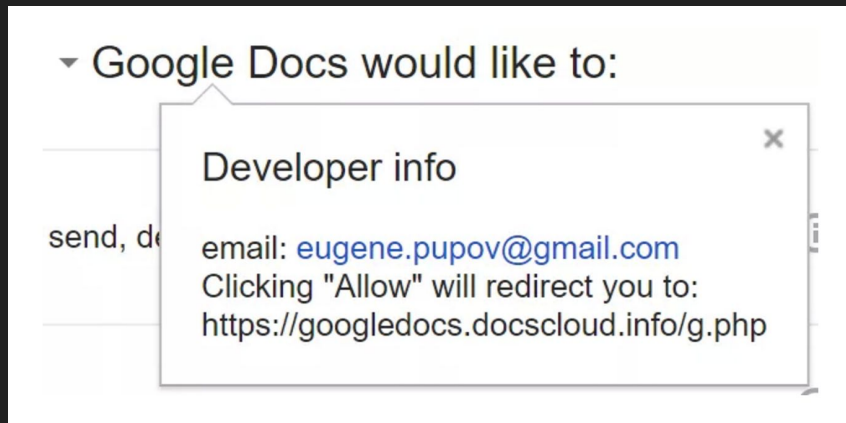 Google Docs would like to:
Developer info
send, de
email: eugene.pupov@gmail.com
Clicking "Allow" will redirect you to:
https://googledocs.docscloud.info/g.php